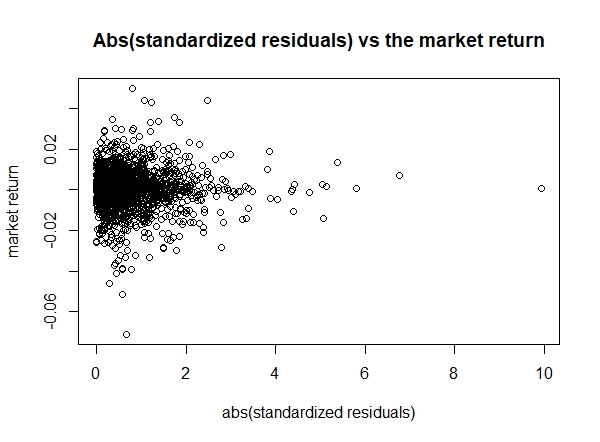 Abs(standardized residuals) vs the market return
market return
0.02
-0.02
-0.06
0 2 4 6 8 10
abs(standardized residuals)